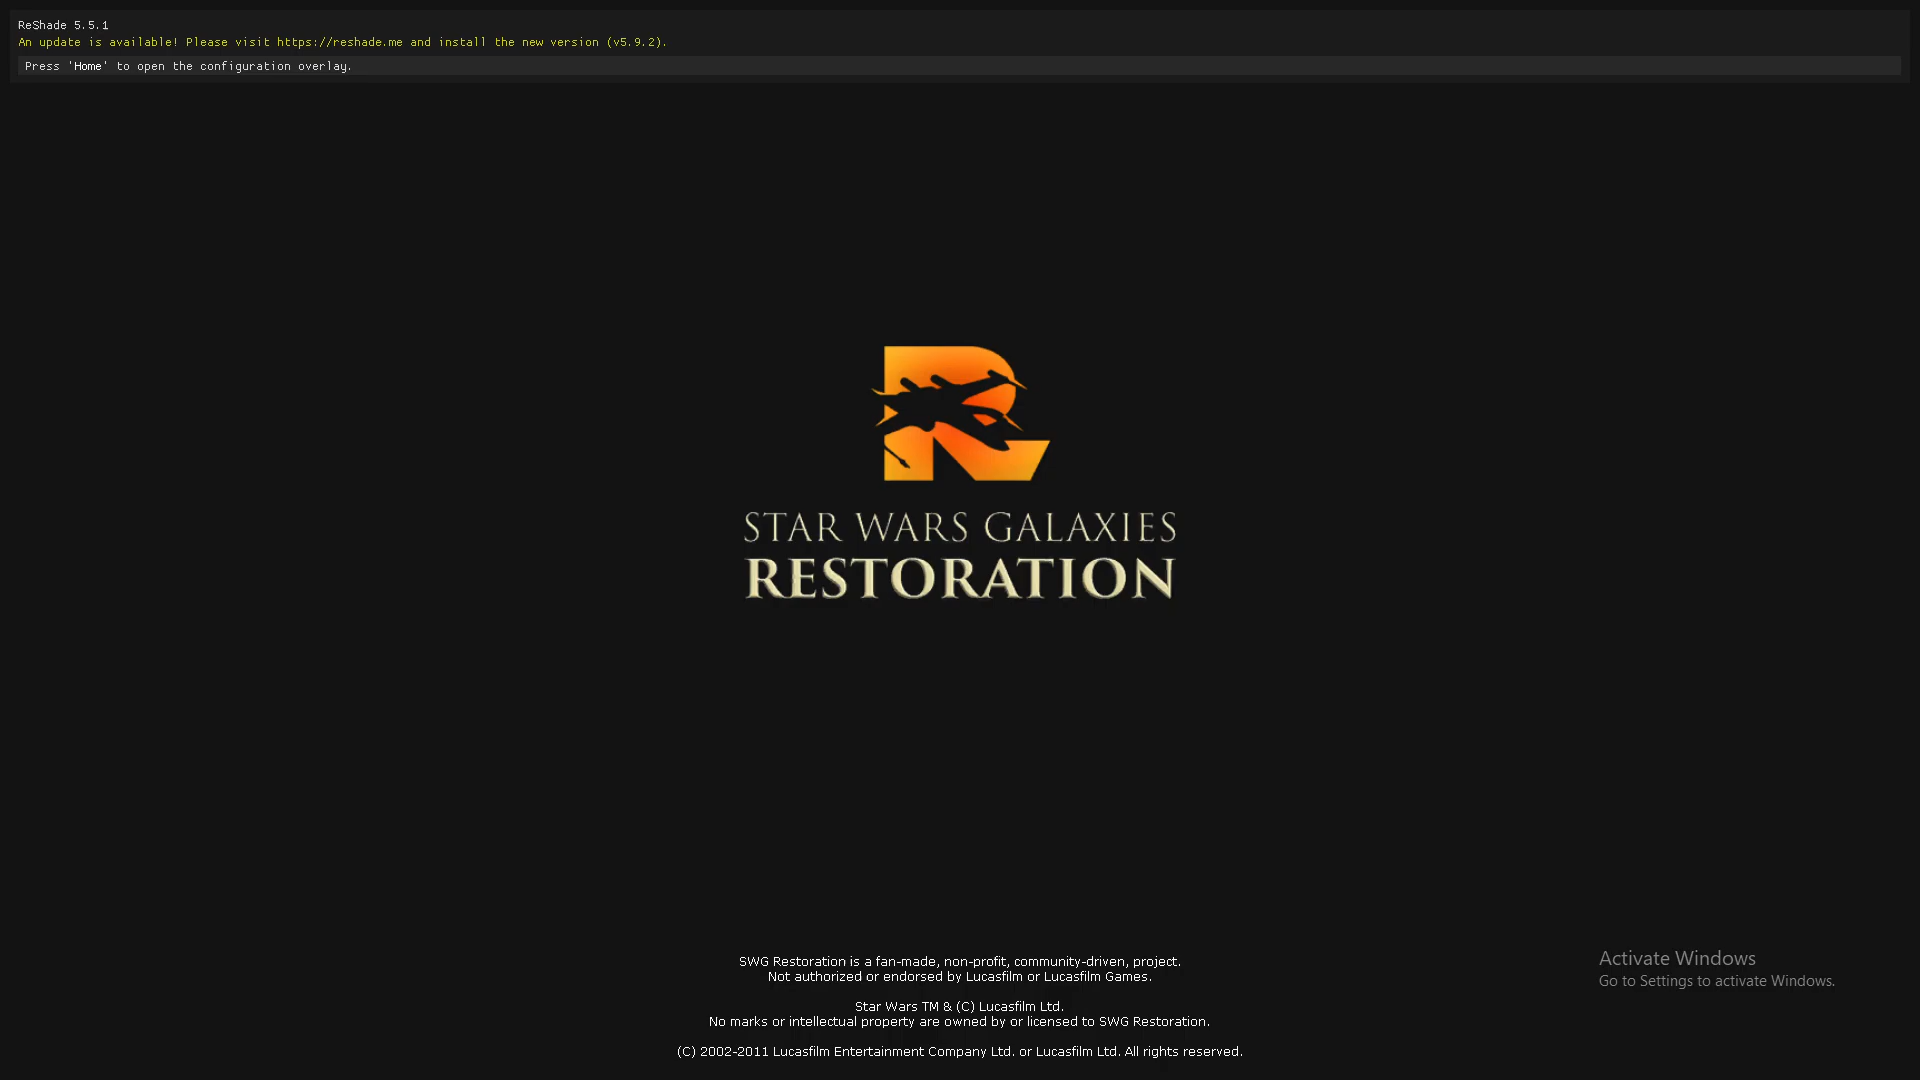 ReShade 5.5.1
An update is available! Please visit https://reshade.me and install the new version (v5.9.2).
Press 'Home' to open the configuration overlay.
STAR WARS GALAXIES
RESTORATION
SWG Restoration is a fan-made, non-profit, community-driven, project.
Not authorized or endorsed by Lucasfilm or Lucasfilm Games.
Star Wars TM & (C) Lucasfilm Ltd.
No marks or intellectual property are owned by or licensed to SWG Restoration.
(C) 2002-2011 Lucasfilm Entertainment Company Ltd. or Lucasfilm Ltd. All rights reserved.
Activate Windows
Go to Settings to activate Windows.